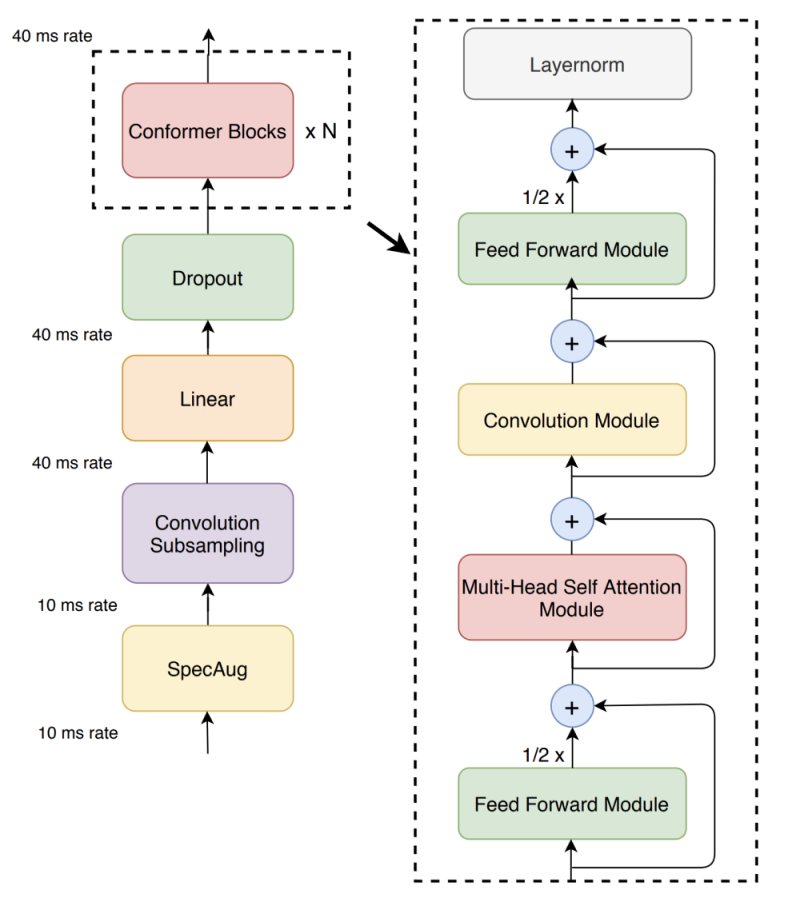 40 ms rate
Conformer Blocks
x N
Dropout
40 ms rate
Linear
40 ms rate
Convolution
Subsampling
10 ms rate
SpecAug
10 ms rate
Layernorm
+
1/2 x
Feed Forward Module
+
Convolution Module
+
Multi-Head Self Attention
Module
+
1/2 x
Feed Forward Module